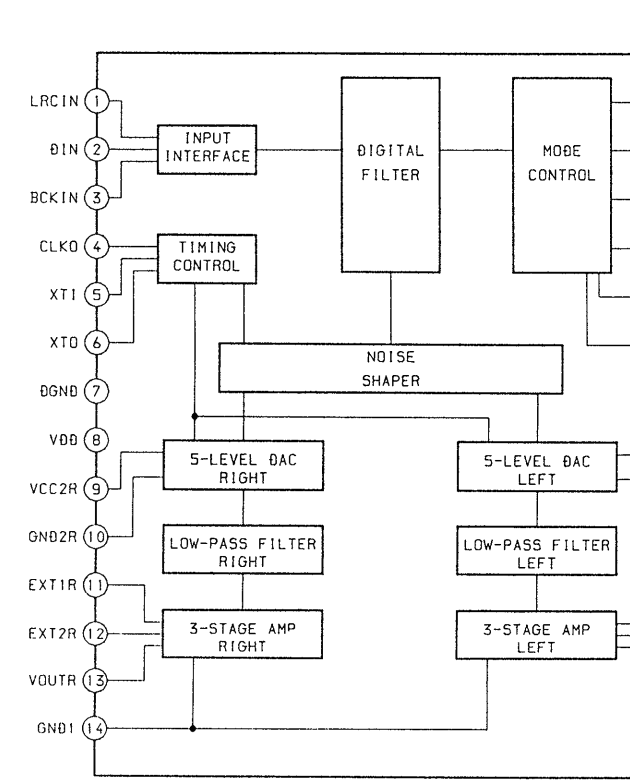 LRCIN 1
DIN 2
BCKIN 3
CLKO 4
XTI 5
XTO 6
DGND 7
VDD 8
VCC2R 9
GND2R 10
EXT1R 11
EXT2R 12
VOUTR 13
GND1 14
INPUT
INTERFACE
DIGITAL
FILTER
MODE
CONTROL
TIMING
CONTROL
NOISE
SHAPER
5-LEVEL DAC
RIGHT
5-LEVEL DAC
LEFT
LOW-PASS FILTER
RIGHT
LOW-PASS FILTER
LEFT
3-STAGE AMP
RIGHT
3-STAGE AMP
LEFT